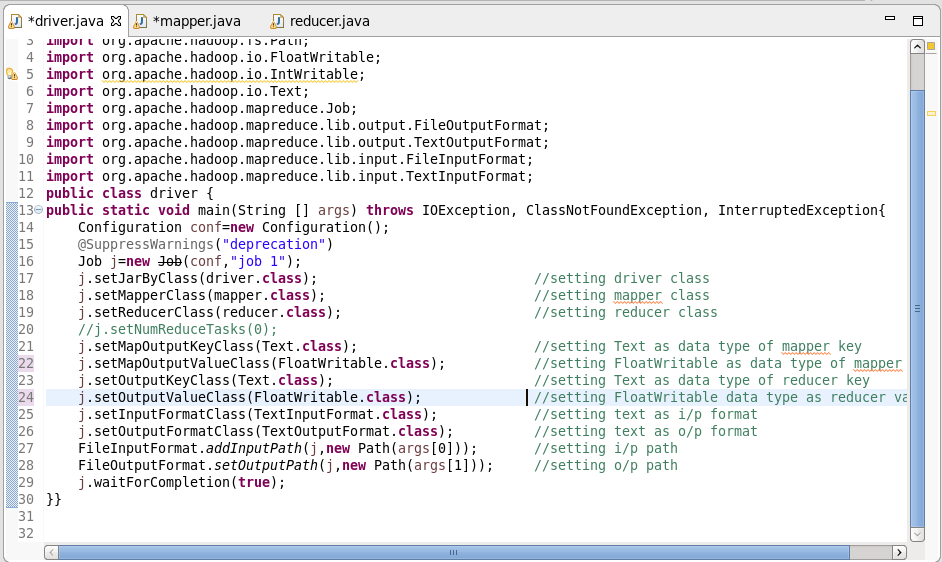 *driver.java
*mapper.java
reducer.java
3 import org.apache.hadoop.fs.Path;
4 import org.apache.hadoop.io.FloatWritable;
5 import org.apache.hadoop.io.IntWritable;
6 import org.apache.hadoop.io.Text;
7 import org.apache.hadoop.mapreduce.Job;
8 import org.apache.hadoop.mapreduce.lib.output.FileOutputFormat;
9 import org.apache.hadoop.mapreduce.lib.output.TextOutputFormat;
10 import org.apache.hadoop.mapreduce.lib.input.FileInputFormat;
11 import org.apache.hadoop.mapreduce.lib.input.TextInputFormat;
12 public class driver {
13 public static void main(String [] args) throws IOException, ClassNotFoundException, InterruptedException{
14 Configuration conf=new Configuration();
15 @SuppressWarnings("deprecation")
16 Job j=new Job(conf,"job 1");
17 j.setJarByClass(driver.class); //setting driver class
18 j.setMapperClass(mapper.class); //setting mapper class
19 j.setReducerClass(reducer.class); //setting reducer class
20 //j.setNumReduceTasks(0);
21 j.setMapOutputKeyClass(Text.class); //setting Text as data type of mapper key
22 j.setMapOutputValueClass(FloatWritable.class); //setting FloatWritable as data type of mapper
23 j.setOutputKeyClass(Text.class); //setting Text as data type of reducer key
24 j.setOutputValueClass(FloatWritable.class); //setting FloatWritable data type as reducer va
25 j.setInputFormatClass(TextInputFormat.class); //setting text as i/p format
26 j.setOutputFormatClass(TextOutputFormat.class); //setting text as o/p format
27 FileInputFormat.addInputPath(j,new Path(args[0])); //setting i/p path
28 FileOutputFormat.setOutputPath(j,new Path(args[1])); //setting o/p path
29 j.waitForCompletion(true);
30 }}
31
32